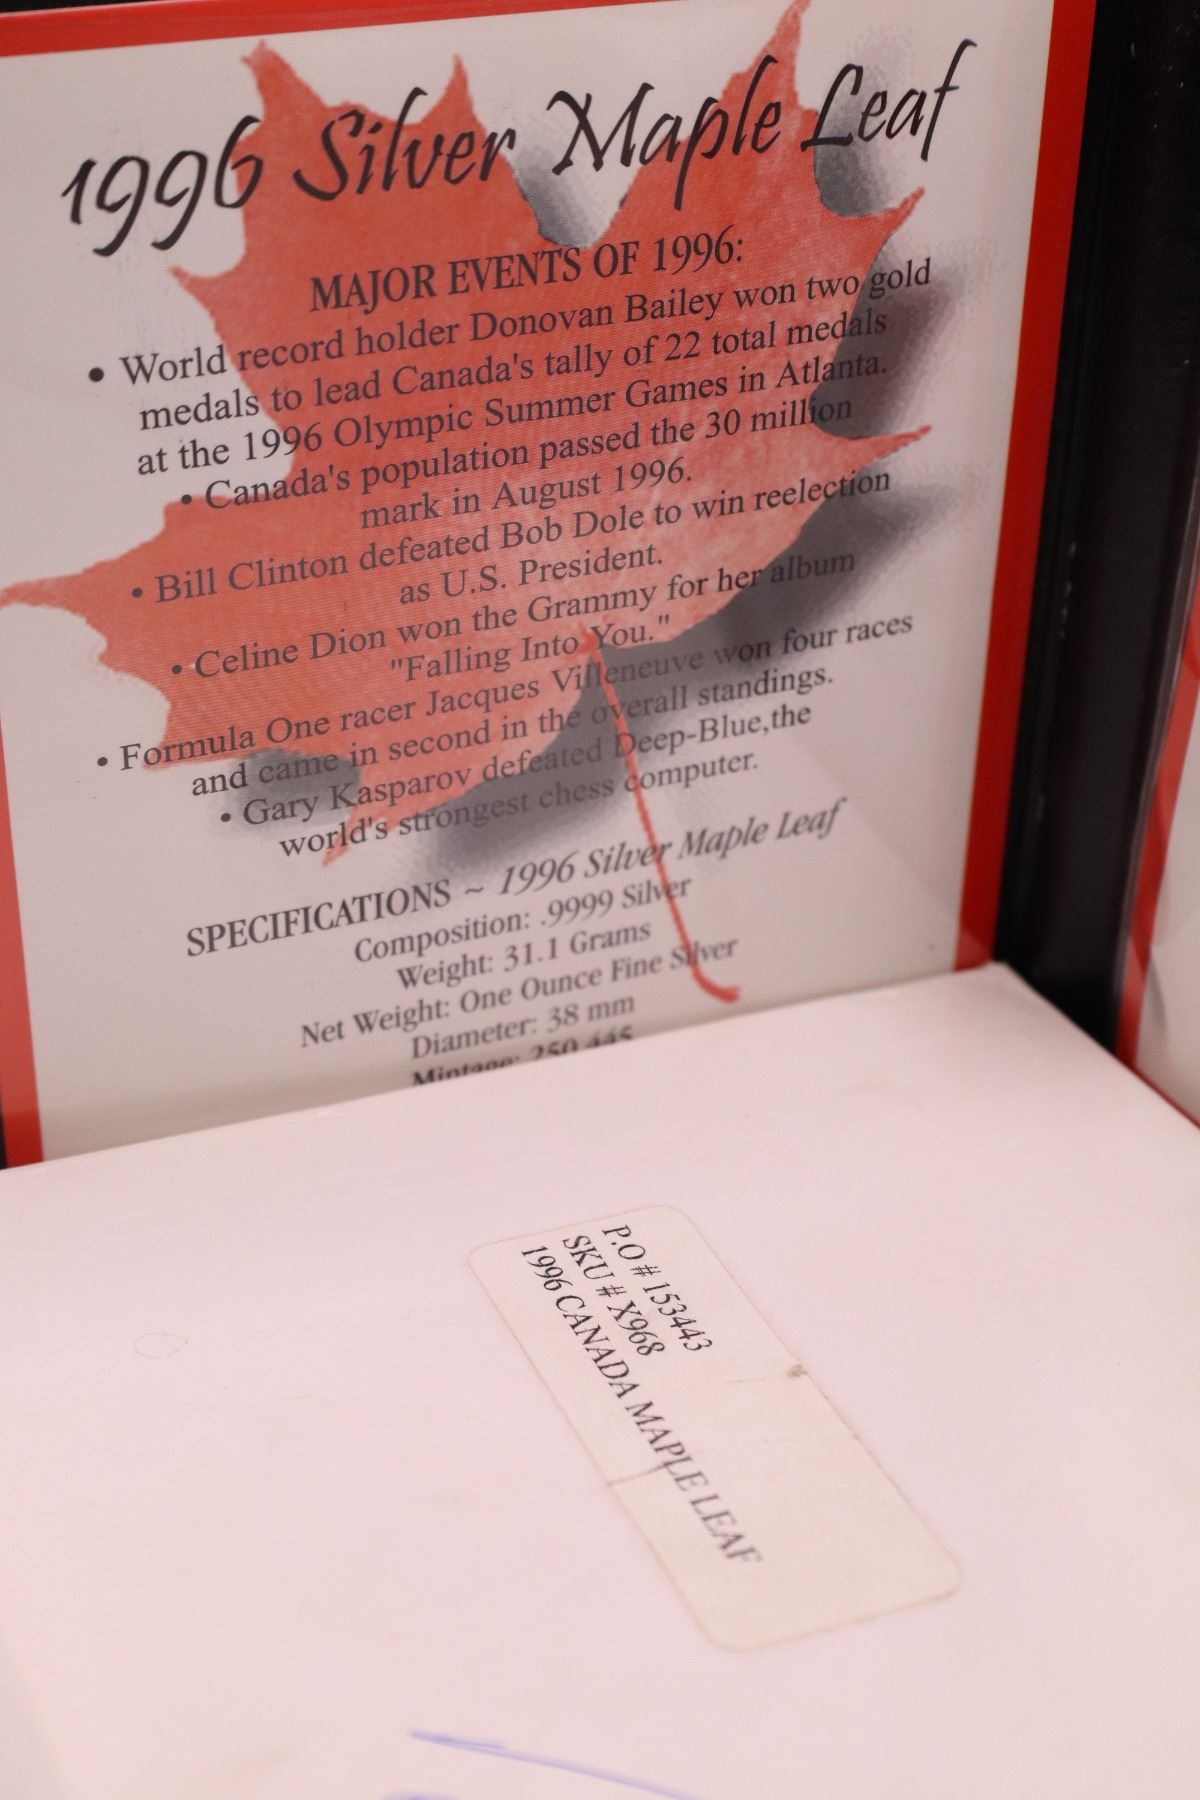 1996 Silver Maple Leaf
MAJOR EVENTS OF 1996:
• World record holder Donovan Bailey won two gold
medals to lead Canada's tally of 22 total medals
at the 1996 Olympic Summer Games in Atlanta.
• Canada's population passed the 30 million
mark in August 1996.
• Bill Clinton defeated Bob Dole to win reelection
as U.S. President.
• Celine Dion won the Grammy for her album
"Falling Into You."
• Formula One racer Jacques Villeneuve won four races
and came in second in the overall standings.
• Gary Kasparov defeated Deep-Blue,the
world's strongest chess computer.
SPECIFICATIONS ~ 1996 Silver Maple Leaf
Composition: .9999 Silver
Weight: 31.1 Grams
Net Weight: One Ounce Fine Silver
Diameter: 38 mm
Mintage: 250,445
P.O # 153443
SKU # X968
1996 CANADA MAPLE LEAF